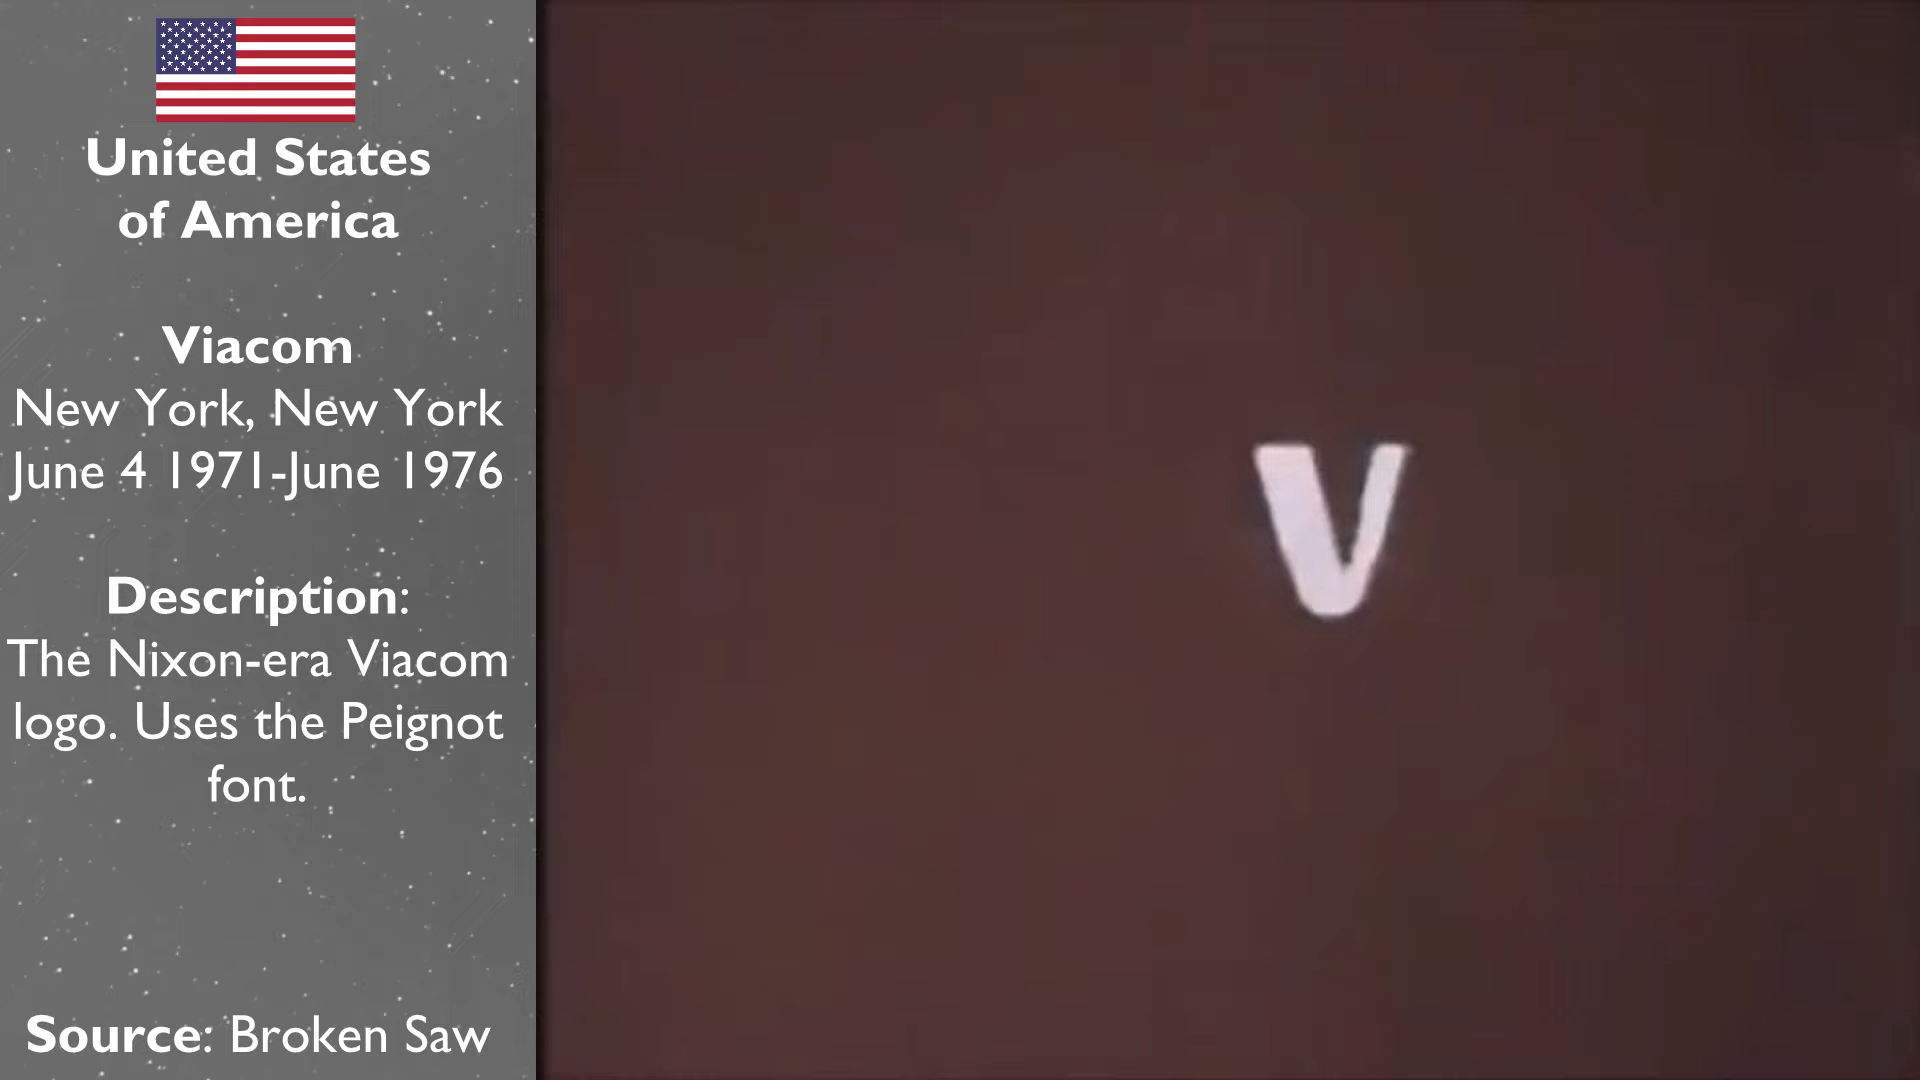 United States
of America
Viacom
New York, New York
June 4 1971-June 1976
Description:
The Nixon-era Viacom
logo. Uses the Peignot
font.
Source: Broken Saw
V